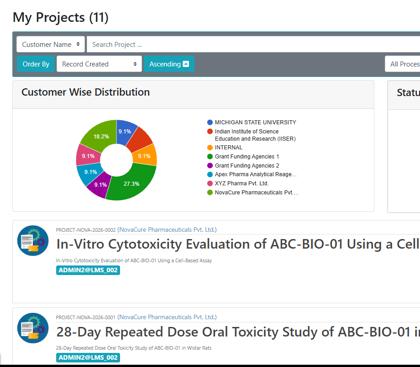 My Projects (11)
Customer Name
Search Project ...
Order By
Record Created
Ascending
All Proces
Customer Wise Distribution
Statu
9.1%
9.1%
27.3%
9.1%
9.1%
9.1%
18.2%
MICHIGAN STATE UNIVERSITY
Indian Institute of Science
Education and Research (IISER)
INTERNAL
Grant Funding Agencies 1
Grant Funding Agencies 2
Apex Pharma Analytical Reage...
XYZ Pharma Pvt. Ltd.
NovaCure Pharmaceuticals Pvt ...
PROJECT-NOVA-2026-0002 (NovaCure Pharmaceuticals Pvt. Ltd.)
In-Vitro Cytotoxicity Evaluation of ABC-BIO-01 Using a Cell
In-Vitro Cytotoxicity Evaluation of ABC-BIO-01 Using a Cell-Based Assay
ADMIN2@LMS_002
PROJECT-NOVA-2026-0001 (NovaCure Pharmaceuticals Pvt. Ltd.)
28-Day Repeated Dose Oral Toxicity Study of ABC-BIO-01 i
28-Day Repeated Dose Oral Toxicity Study of ABC-BIO-01 in Wistar Rats
ADMIN2@LMS_002